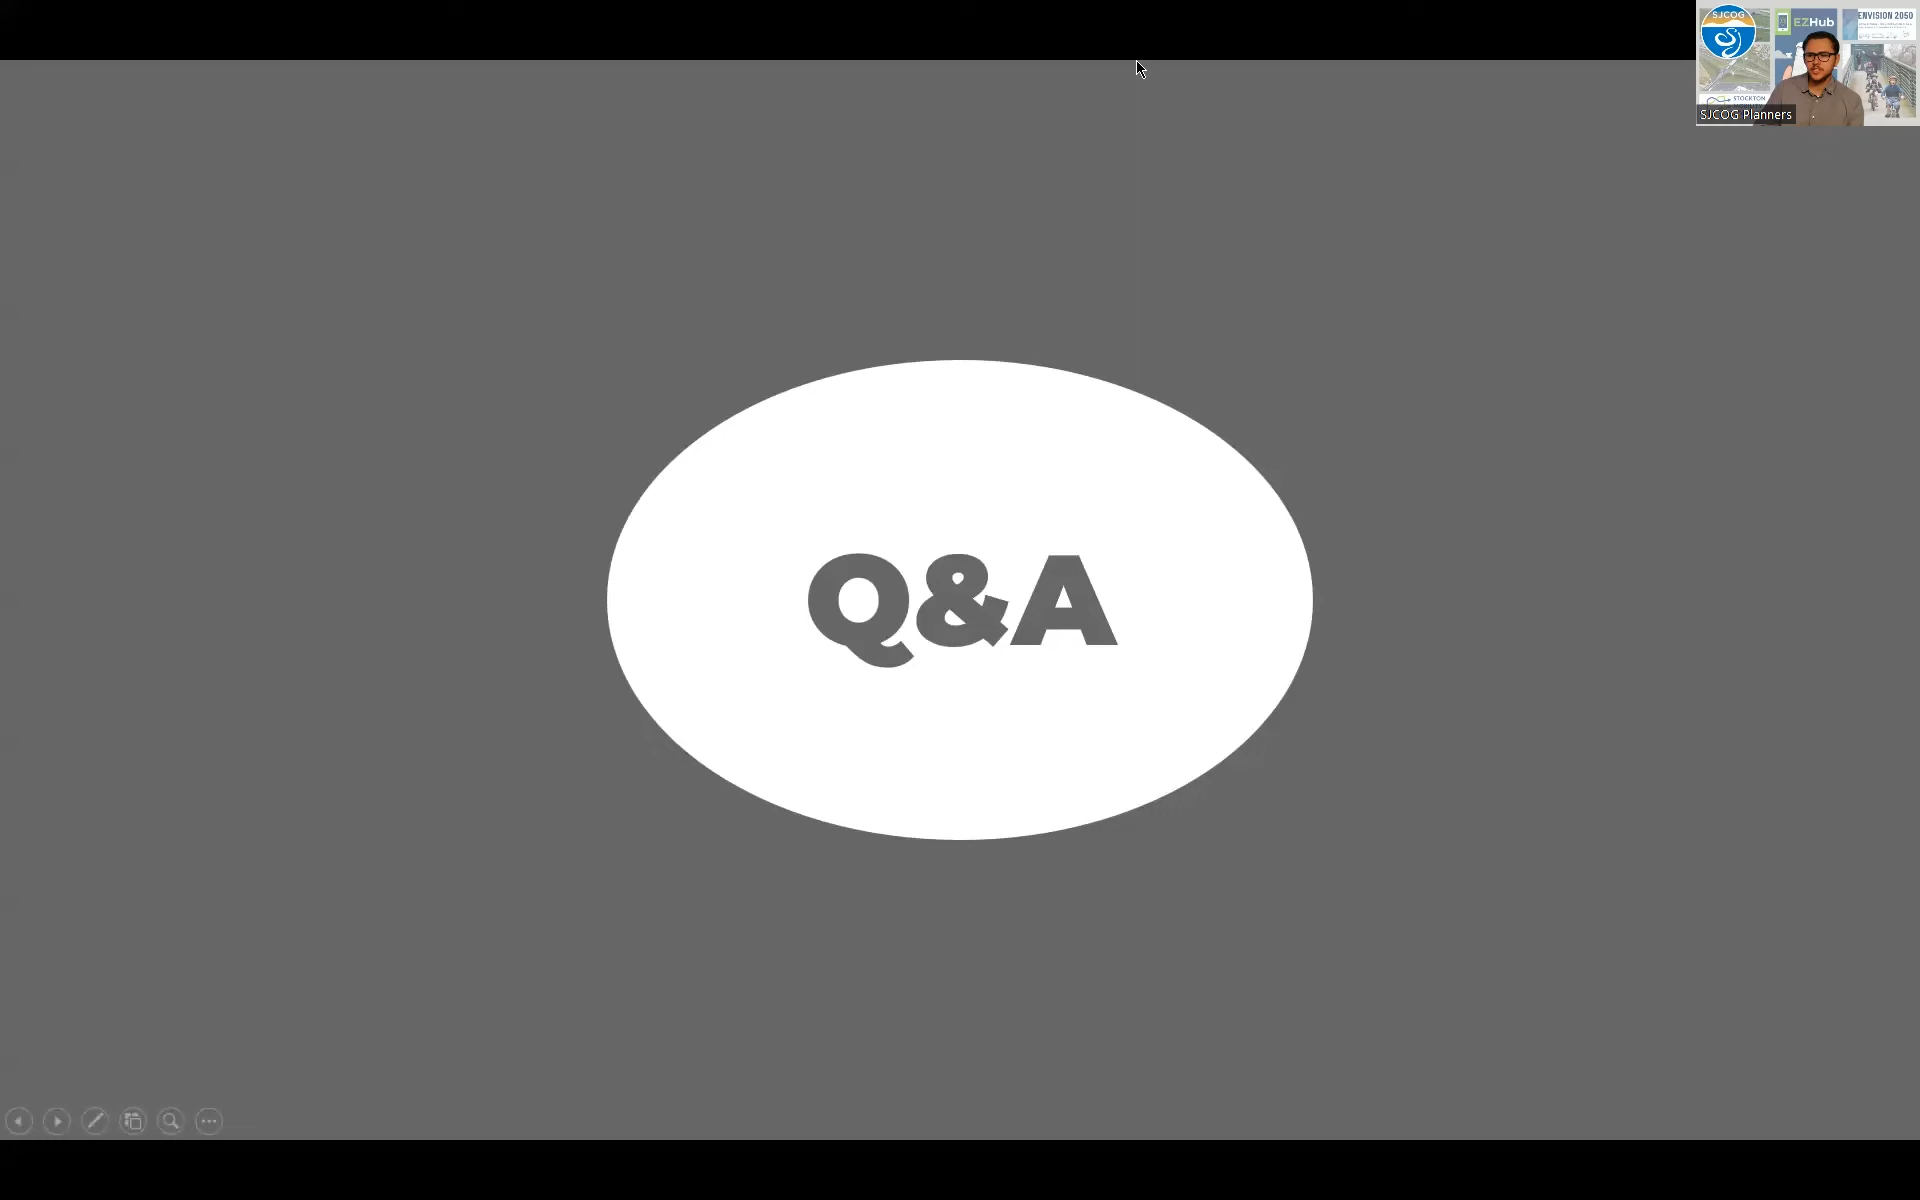 SJCOG
EZHub
ENVISION 2050
STOCKTON
SJCOG Planners
Q&A